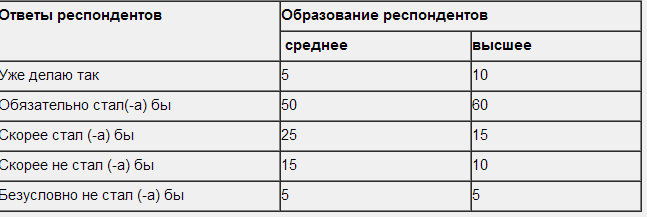 Ответы респондентов Образование респондентов
среднее высшее
Уже делаю так 5 10
Обязательно стал(-а) бы 50 60
Скорее стал (-а) бы 25 15
Скорее не стал (-а) бы 15 10
Безусловно не стал (-а) бы 5 5